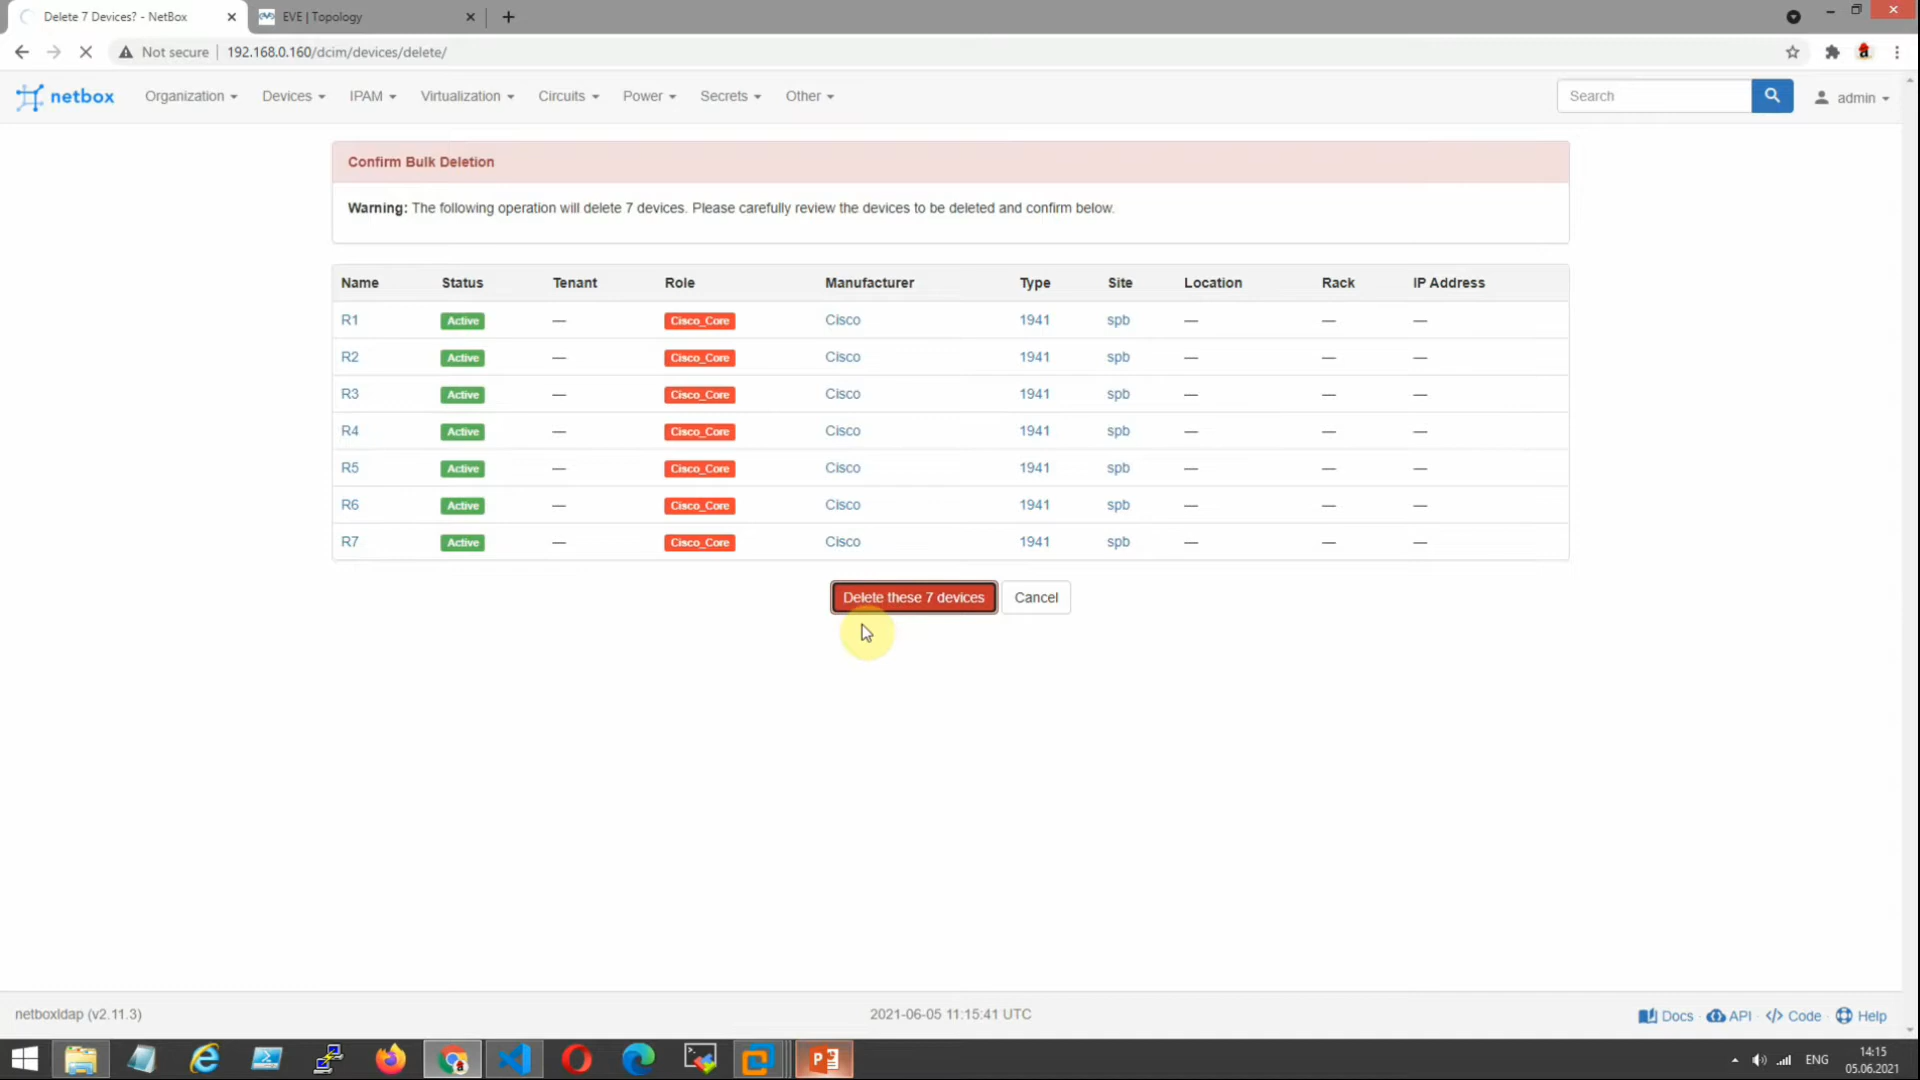 Delete 7 Devices? - NetBox
EVE | Topology
Not secure
192.168.0.160/dcim/devices/delete/
netbox
Organization
Devices
IPAM
Virtualization
Circuits
Power
Secrets
Other
Search
admin
Confirm Bulk Deletion
Warning: The following operation will delete 7 devices. Please carefully review the devices to be deleted and confirm below.
Name Status Tenant Role Manufacturer Type Site Location Rack IP Address
R1 Active — Cisco_Core Cisco 1941 spb — — —
R2 Active — Cisco_Core Cisco 1941 spb — — —
R3 Active — Cisco_Core Cisco 1941 spb — — —
R4 Active — Cisco_Core Cisco 1941 spb — — —
R5 Active — Cisco_Core Cisco 1941 spb — — —
R6 Active — Cisco_Core Cisco 1941 spb — — —
R7 Active — Cisco_Core Cisco 1941 spb — — —
Delete these 7 devices
Cancel
netboxldap (v2.11.3)
2021-06-05 11:15:41 UTC
Docs · API · Code · Help
ENG
14:15
05.06.2021